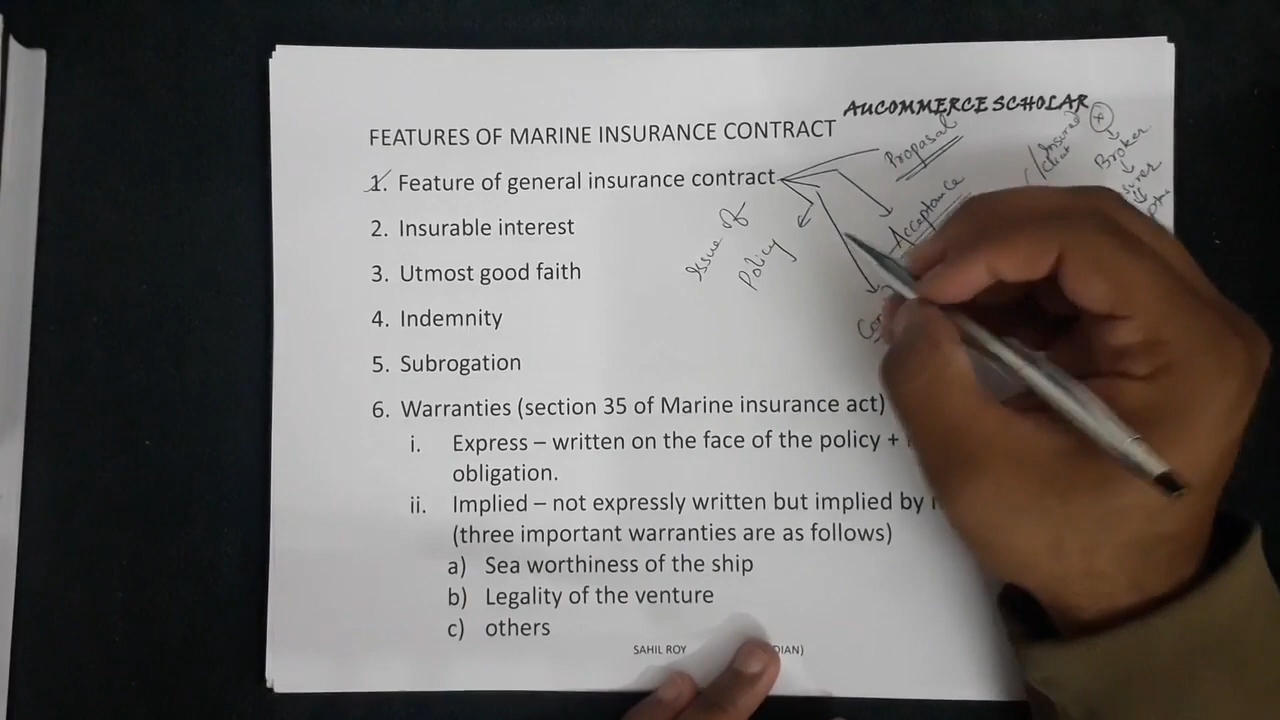 AUCOMMERCE SCHOLAR
FEATURES OF MARINE INSURANCE CONTRACT
1. Feature of general insurance contract
Propasal
Acceptance
Issue of
Policy
Insured
Client
+
Broker
2. Insurable interest
3. Utmost good faith
4. Indemnity
5. Subrogation
6. Warranties (section 35 of Marine insurance act)
i. Express – written on the face of the policy +
obligation.
ii. Implied – not expressly written but implied by
(three important warranties are as follows)
a) Sea worthiness of the ship
b) Legality of the venture
c) others
SAHIL ROY